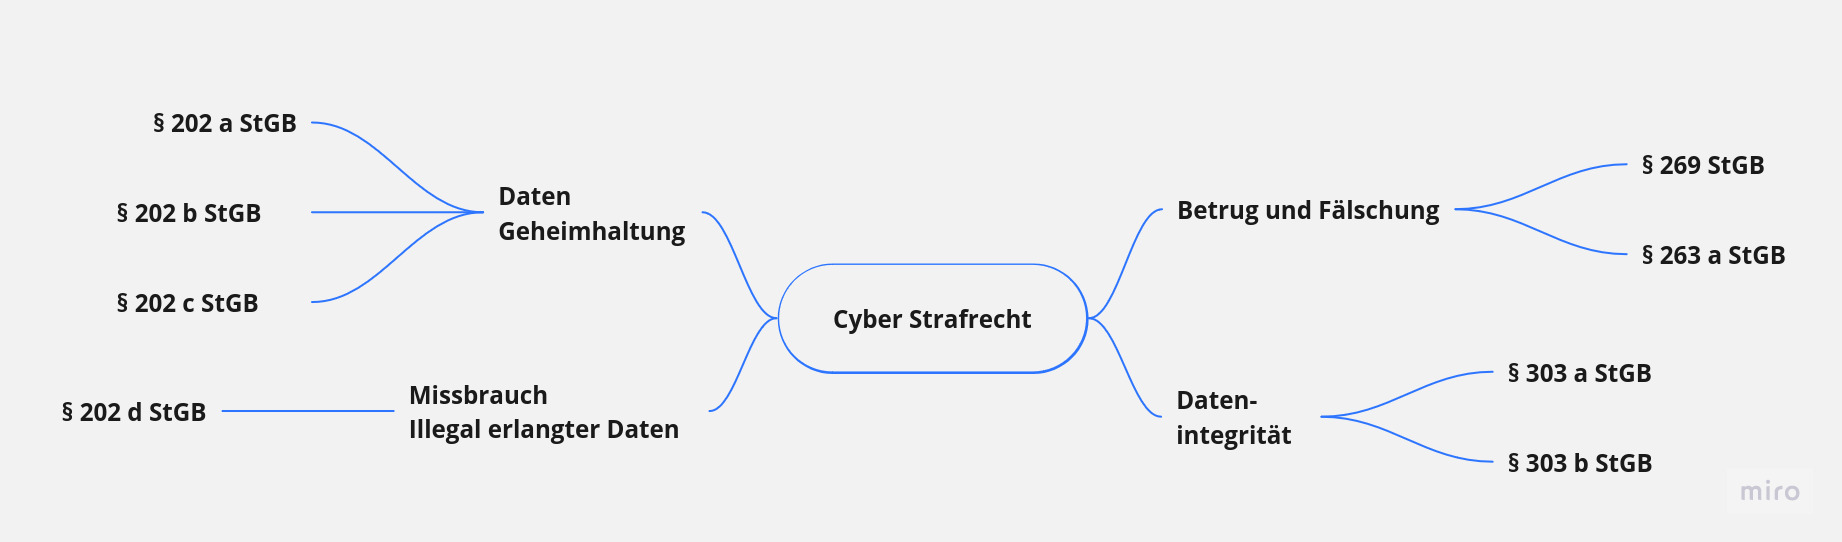 § 202 a StGB
§ 202 b StGB
§ 202 c StGB
Daten
Geheimhaltung
§ 202 d StGB
Missbrauch
Illegal erlangter Daten
Cyber Strafrecht
Betrug und Fälschung
§ 269 StGB
§ 263 a StGB
Daten-
integrität
§ 303 a StGB
§ 303 b StGB
miro